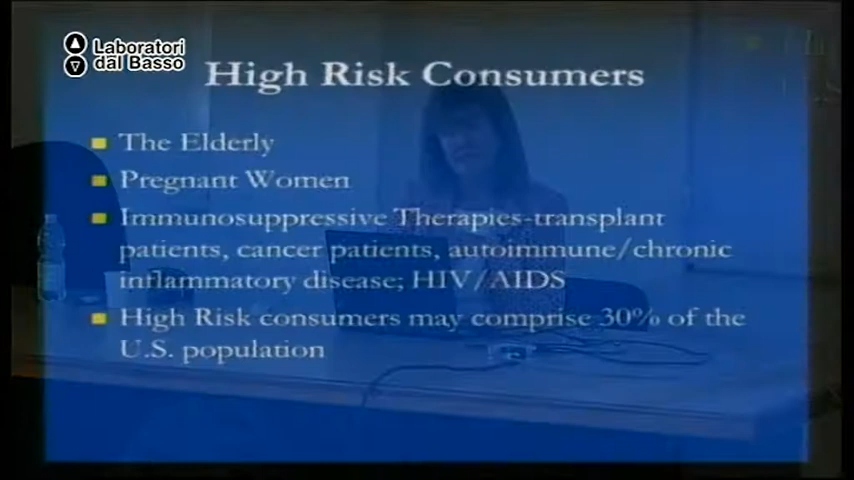 Laboratori
dal Basso
High Risk Consumers
The Elderly
Pregnant Women
Immunosuppressive Therapies-transplant
patients, cancer patients, autoimmune/chronic
inflammatory disease; HIV/AIDS
High Risk consumers may comprise 30% of the
U.S. population